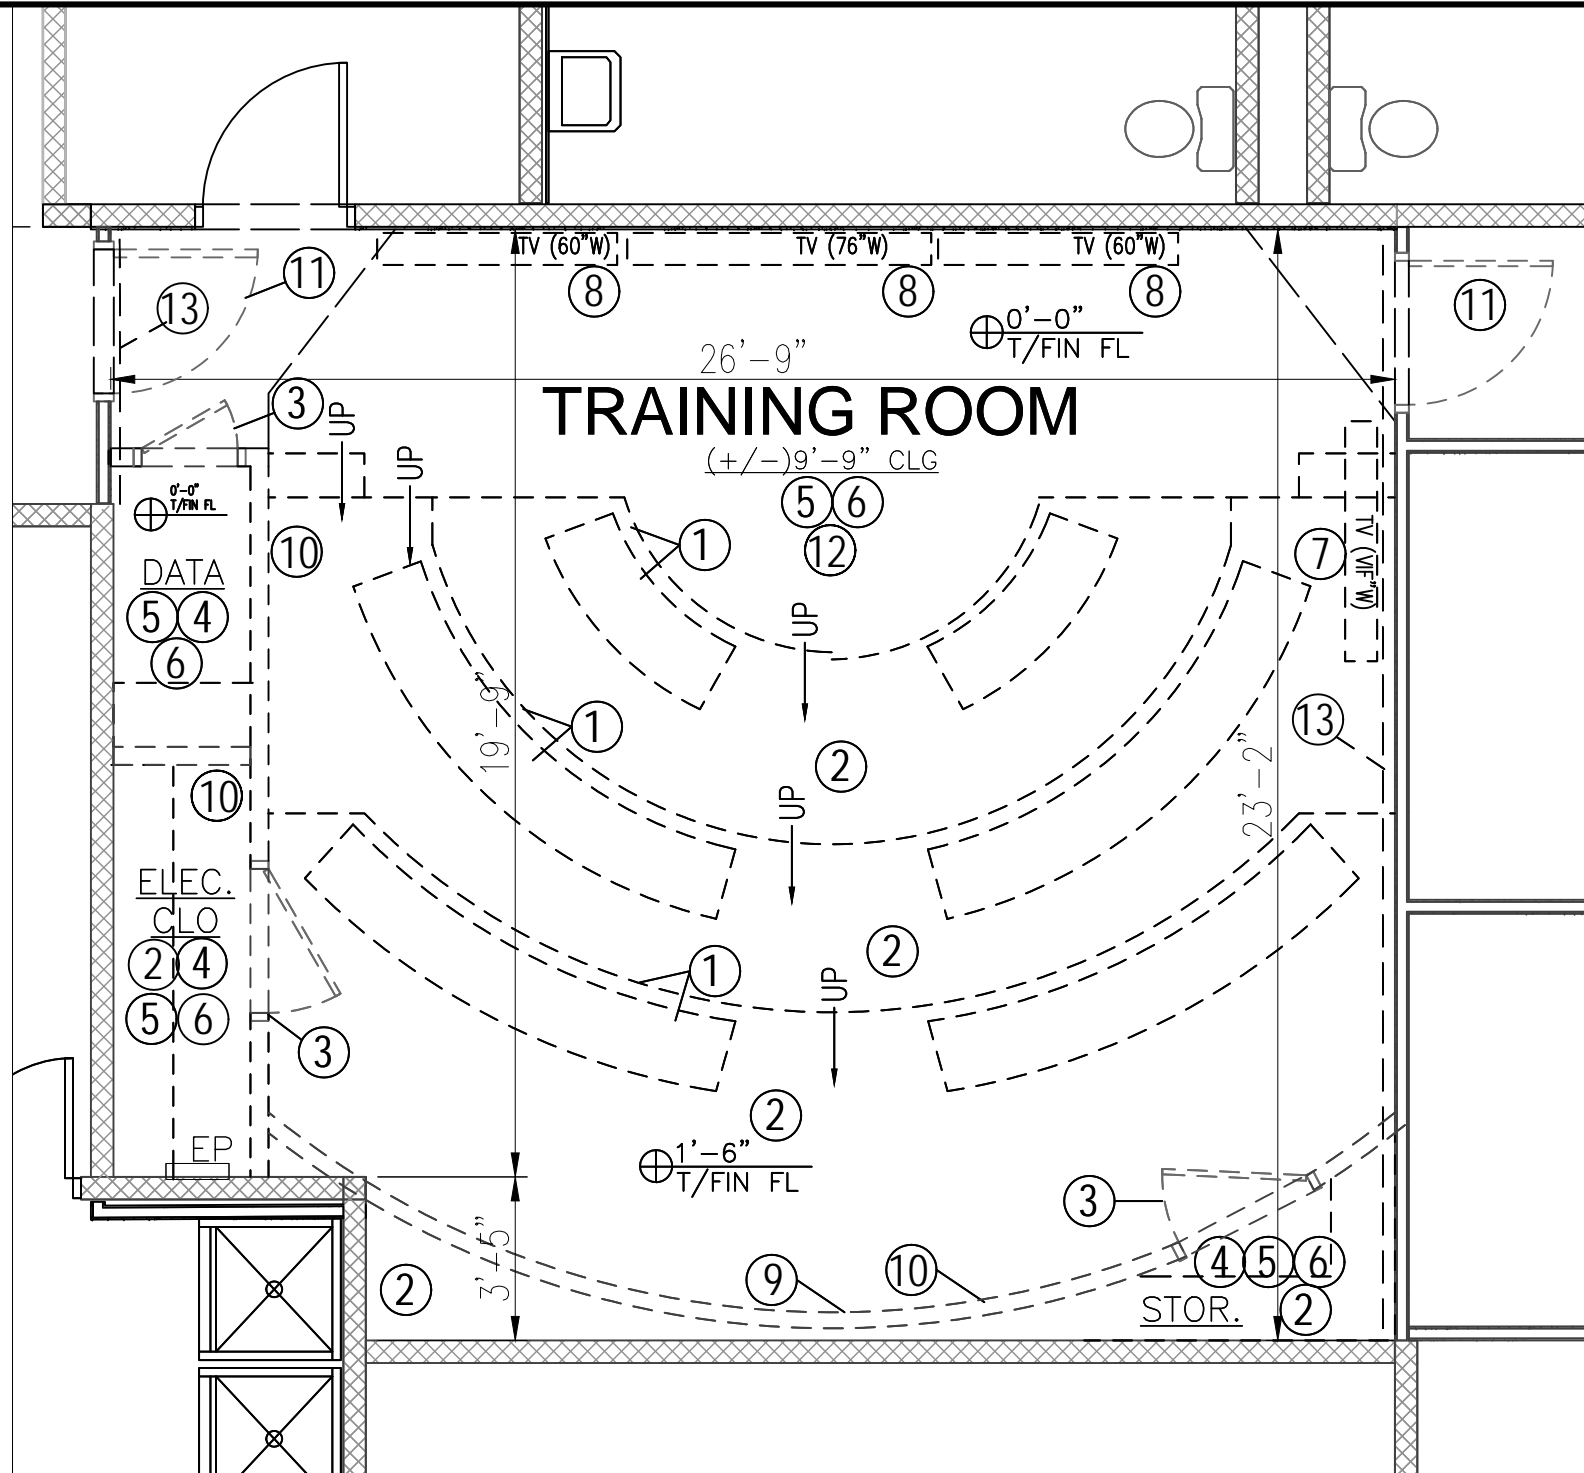 TV (60"W)
TV (76"W)
TV (60"W)
11
13
8
8
8
11
0'-0"
T/FIN FL
26'-9"
3
TRAINING ROOM
UP
UP
(+/-)9'-9" CLG
5 6
12
0'-0"
T/FIN FL
10
1
7
TV (VIF"W)
DATA
5 4
6
UP
19'-9"
1
13
2
23'-2"
10
UP
ELEC.
CLO
2 4
5 6
2
1
UP
3
2
EP
1'-6"
T/FIN FL
3
3'-5"
2
9
10
4 5 6
STOR.
2